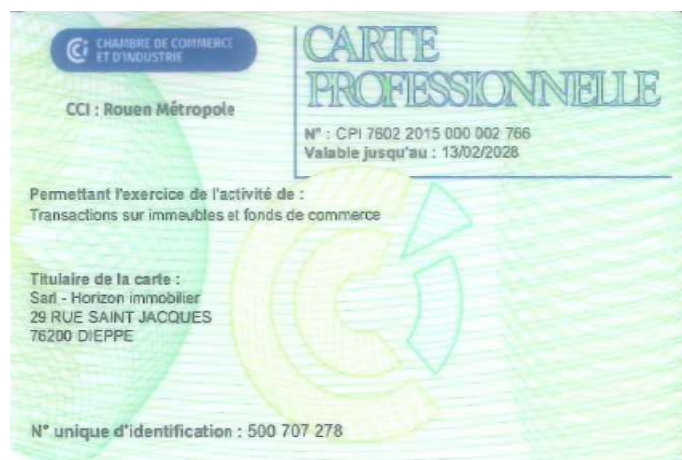 CHAMBRE DE COMMERCE
ET D'INDUSTRIE
CCI : Rouen Métropole
CARTE
PROFESSIONNELLE
N° : CPI 7602 2015 000 002 766
Valable jusqu'au : 13/02/2028
Permettant l'exercice de l'activité de :
Transactions sur immeubles et fonds de commerce
Titulaire de la carte :
Sarl - Horizon immobilier
29 RUE SAINT JACQUES
76200 DIEPPE
N° unique d'identification : 500 707 278